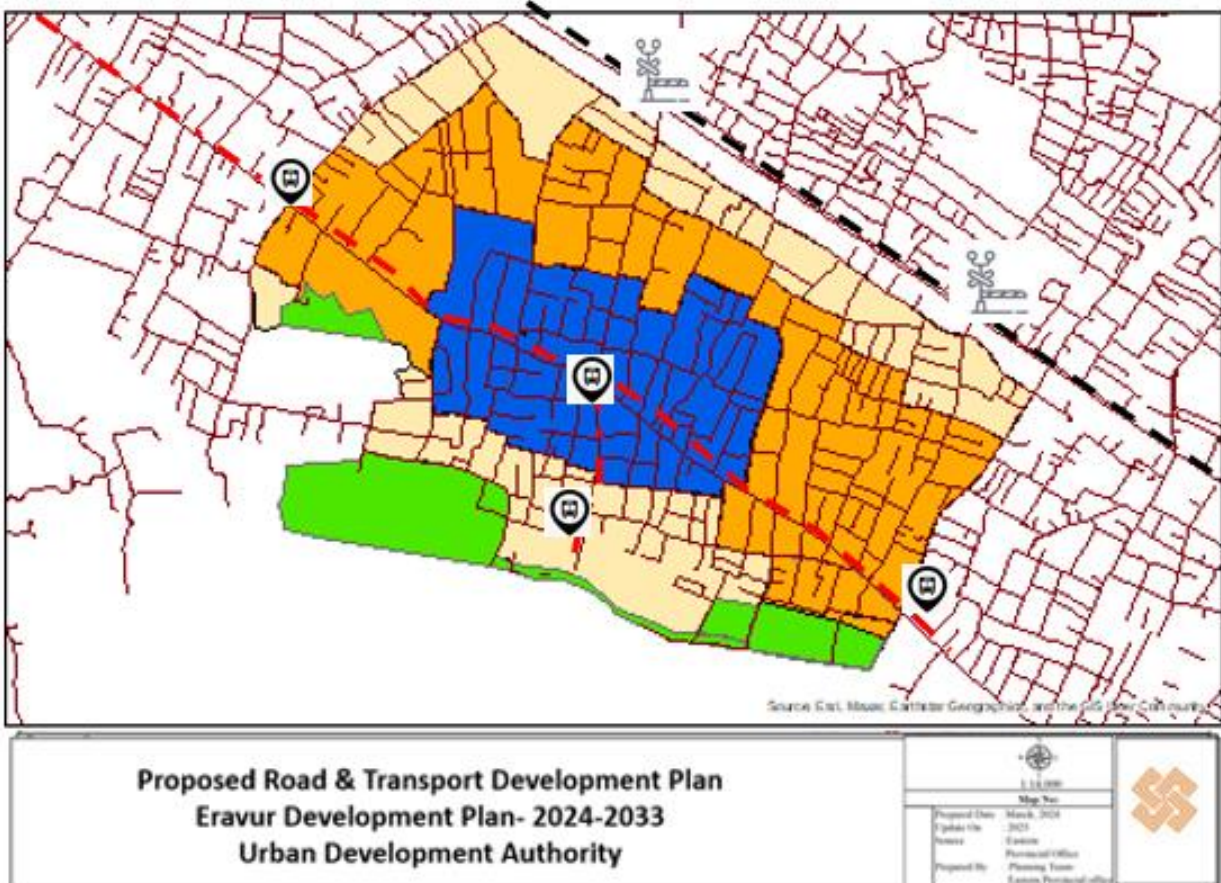 Source: Esri, Maxar, Earthstar Geographics, and the GIS User Community
Proposed Road & Transport Development Plan
Eravur Development Plan- 2024-2033
Urban Development Authority
Map No:
Prepared Date : March, 2024
Update On : 2023
Source : Eastern
Provincial Office
Prepared By : Planning Team-
Eastern Provincial office